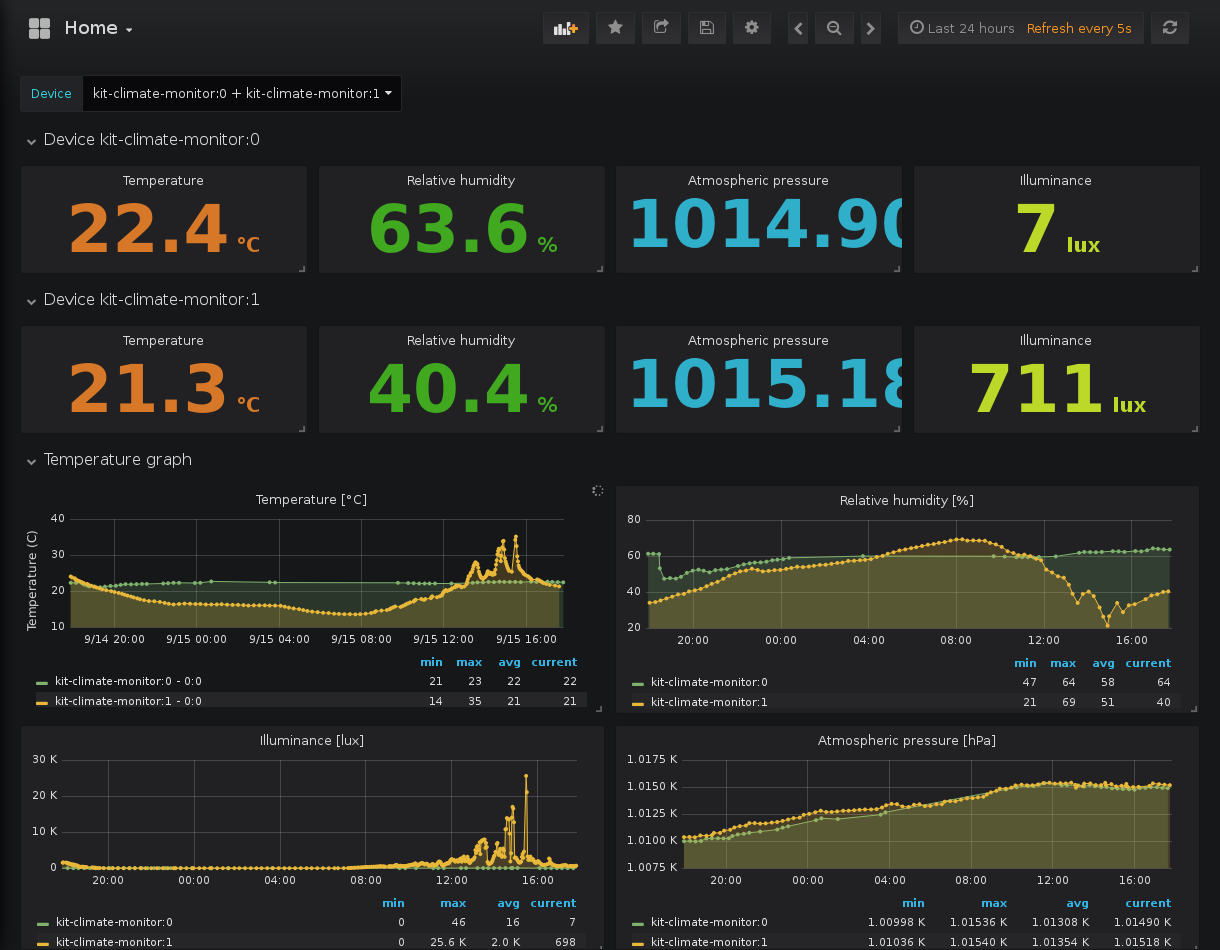 Home
Last 24 hours Refresh every 5s
Device kit-climate-monitor:0 + kit-climate-monitor:1
Device kit-climate-monitor:0
Temperature Relative humidity Atmospheric pressure Illuminance
22.4 °C 63.6 % 1014.90 7 lux
Device kit-climate-monitor:1
Temperature Relative humidity Atmospheric pressure Illuminance
21.3 °C 40.4 % 1015.18 711 lux
Temperature graph
Temperature [°C]
Temperature (C)
40
30
20
10
9/14 20:00 9/15 00:00 9/15 04:00 9/15 08:00 9/15 12:00 9/15 16:00
min max avg current
kit-climate-monitor:0 - 0:0 21 23 22 22
kit-climate-monitor:1 - 0:0 14 35 21 21
Relative humidity [%]
80
60
40
20
20:00 00:00 04:00 08:00 12:00 16:00
min max avg current
kit-climate-monitor:0 47 64 58 64
kit-climate-monitor:1 21 69 51 40
Illuminance [lux]
30 K
20 K
10 K
0
20:00 00:00 04:00 08:00 12:00 16:00
min max avg current
kit-climate-monitor:0 0 46 16 7
kit-climate-monitor:1 0 25.6 K 2.0 K 698
Atmospheric pressure [hPa]
1.0175 K
1.0150 K
1.0125 K
1.0100 K
1.0075 K
20:00 00:00 04:00 08:00 12:00 16:00
min max avg current
kit-climate-monitor:0 1.00998 K 1.01536 K 1.01308 K 1.01490 K
kit-climate-monitor:1 1.01036 K 1.01540 K 1.01354 K 1.01518 K